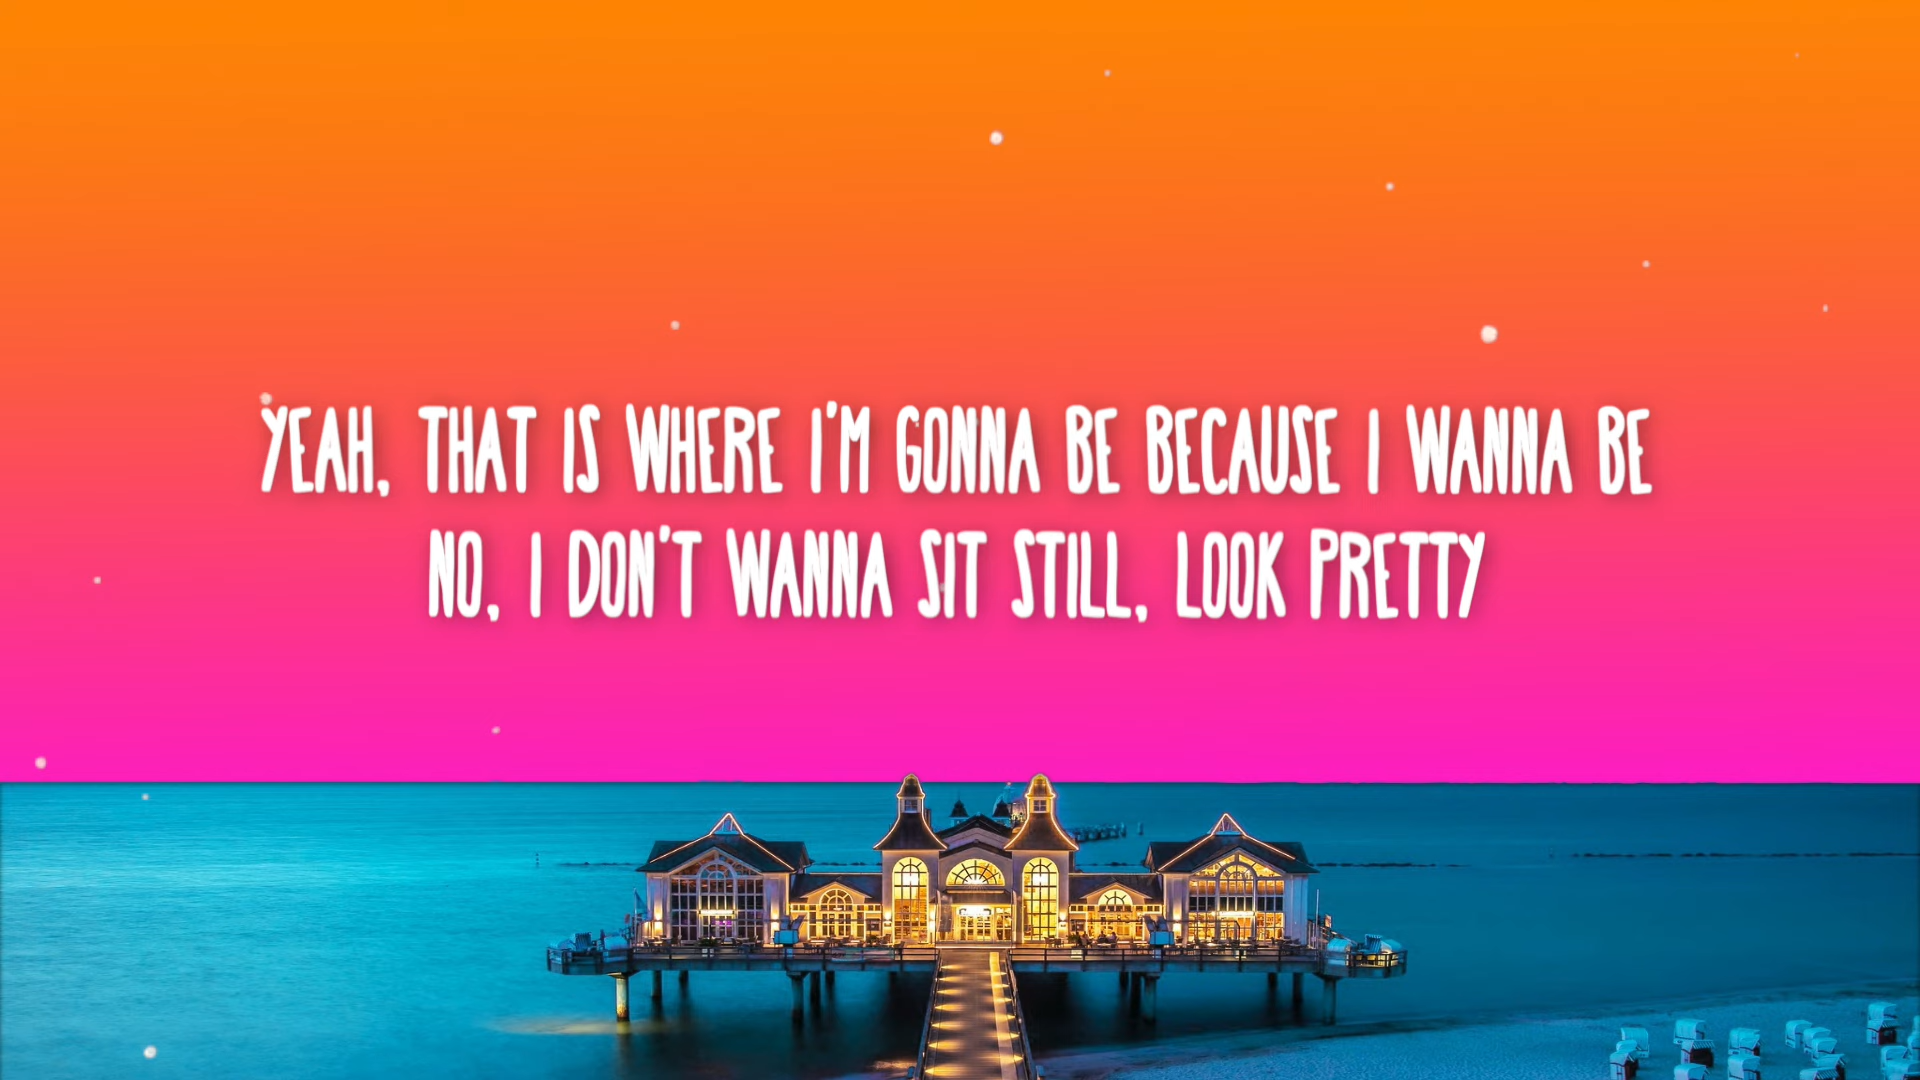 YEAH, THAT IS WHERE I'M GONNA BE BECAUSE I WANNA BE
NO, I DON'T WANNA SIT STILL, LOOK PRETTY